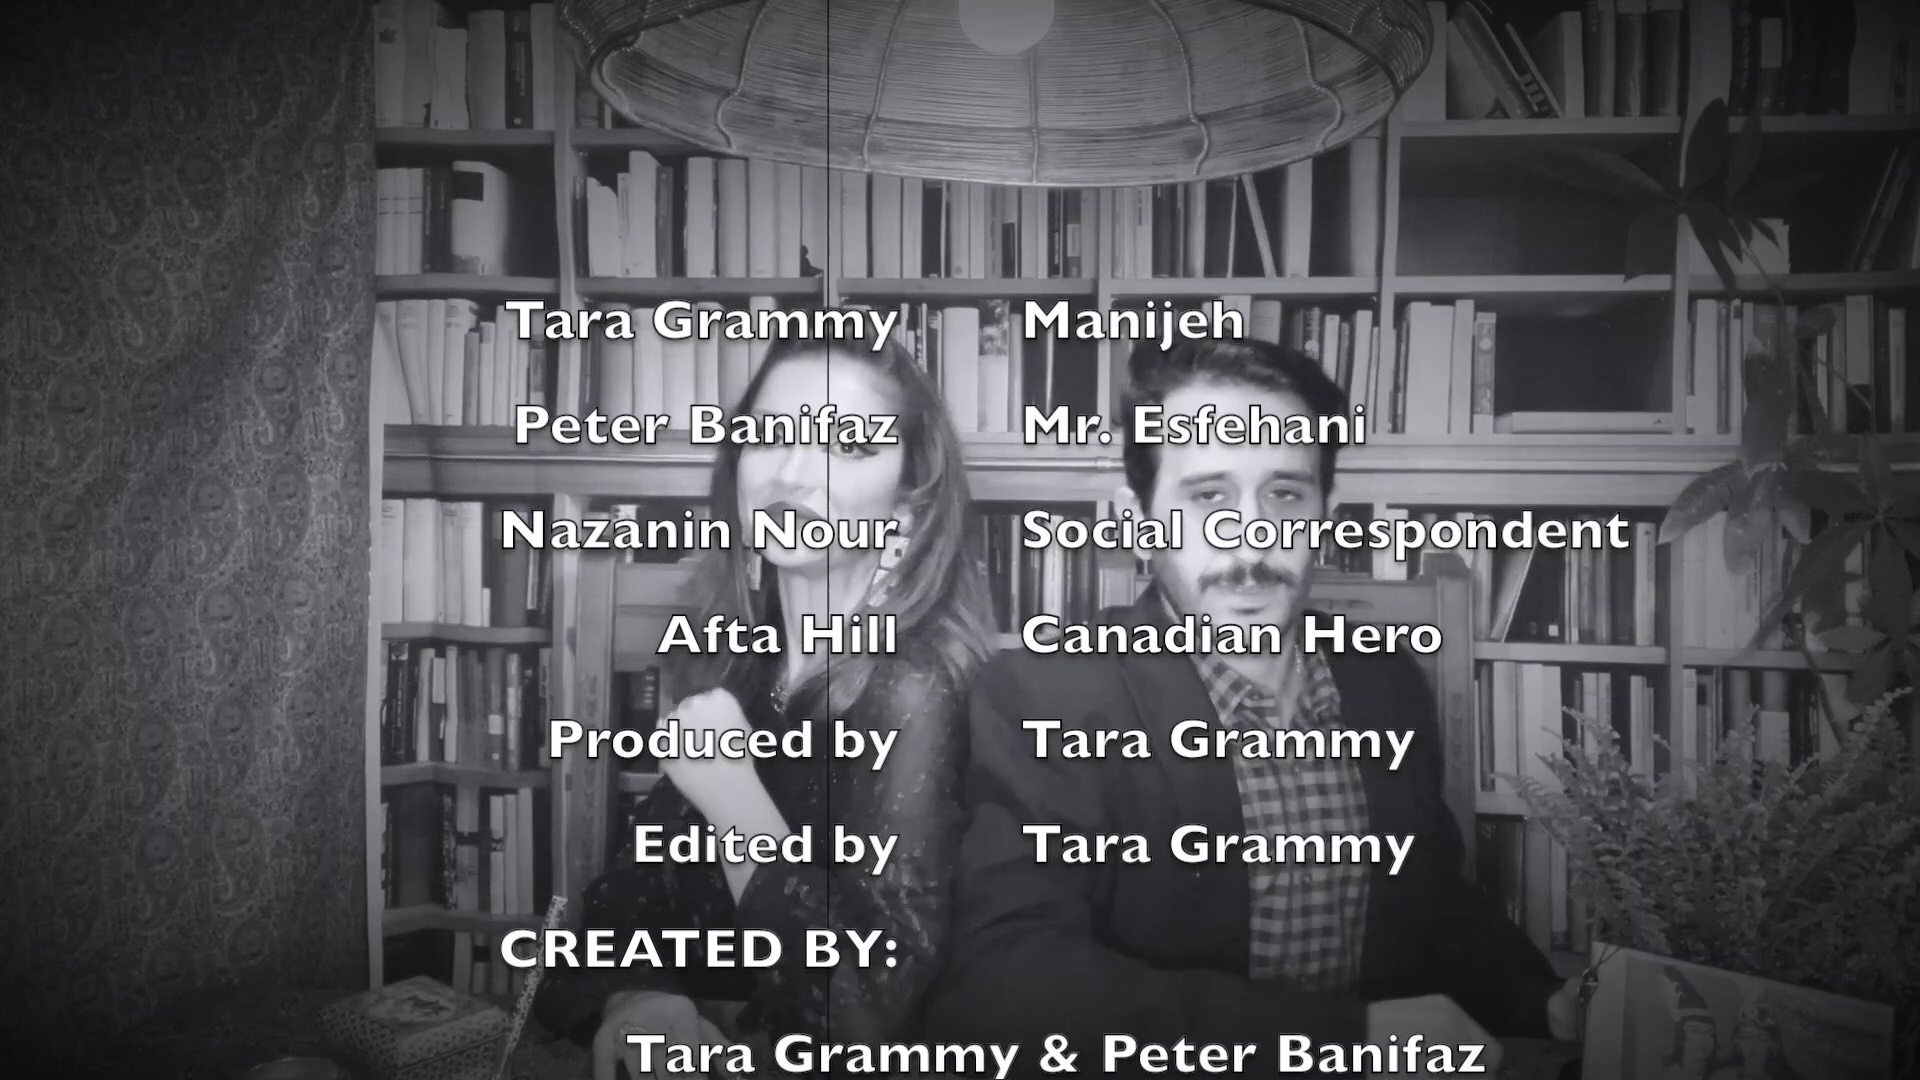 Tara Grammy Manijeh
Peter Banifaz Mr. Esfehani
Nazanin Nour Social Correspondent
Afta Hill Canadian Hero
Produced by Tara Grammy
Edited by Tara Grammy
CREATED BY:
Tara Grammy & Peter Banifaz